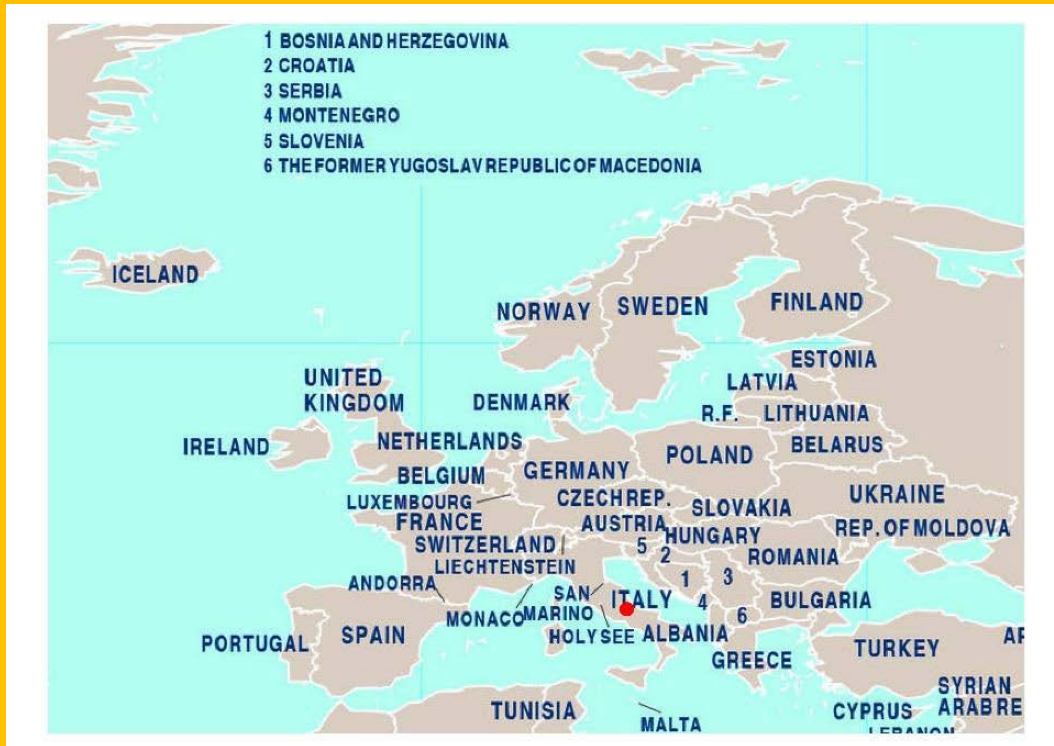 1 BOSNIA AND HERZEGOVINA
2 CROATIA
3 SERBIA
4 MONTENEGRO
5 SLOVENIA
6 THE FORMER YUGOSLAV REPUBLIC OF MACEDONIA
ICELAND
NORWAY
SWEDEN
FINLAND
ESTONIA
UNITED
KINGDOM
LATVIA
DENMARK
R.F.
LITHUANIA
IRELAND
NETHERLANDS
BELARUS
POLAND
BELGIUM
GERMANY
LUXEMBOURG
CZECH REP.
UKRAINE
SLOVAKIA
FRANCE
AUSTRIA
REP. OF MOLDOVA
HUNGARY
SWITZERLAND
5
2
ROMANIA
LIECHTENSTEIN
1
3
ANDORRA
SAN
MARINO
ITALY
4
BULGARIA
MONACO
6
HOLY SEE
ALBANIA
PORTUGAL
SPAIN
GREECE
TURKEY
AR
SYRIAN
ARAB RE
TUNISIA
CYPRUS
MALTA
LEBANON